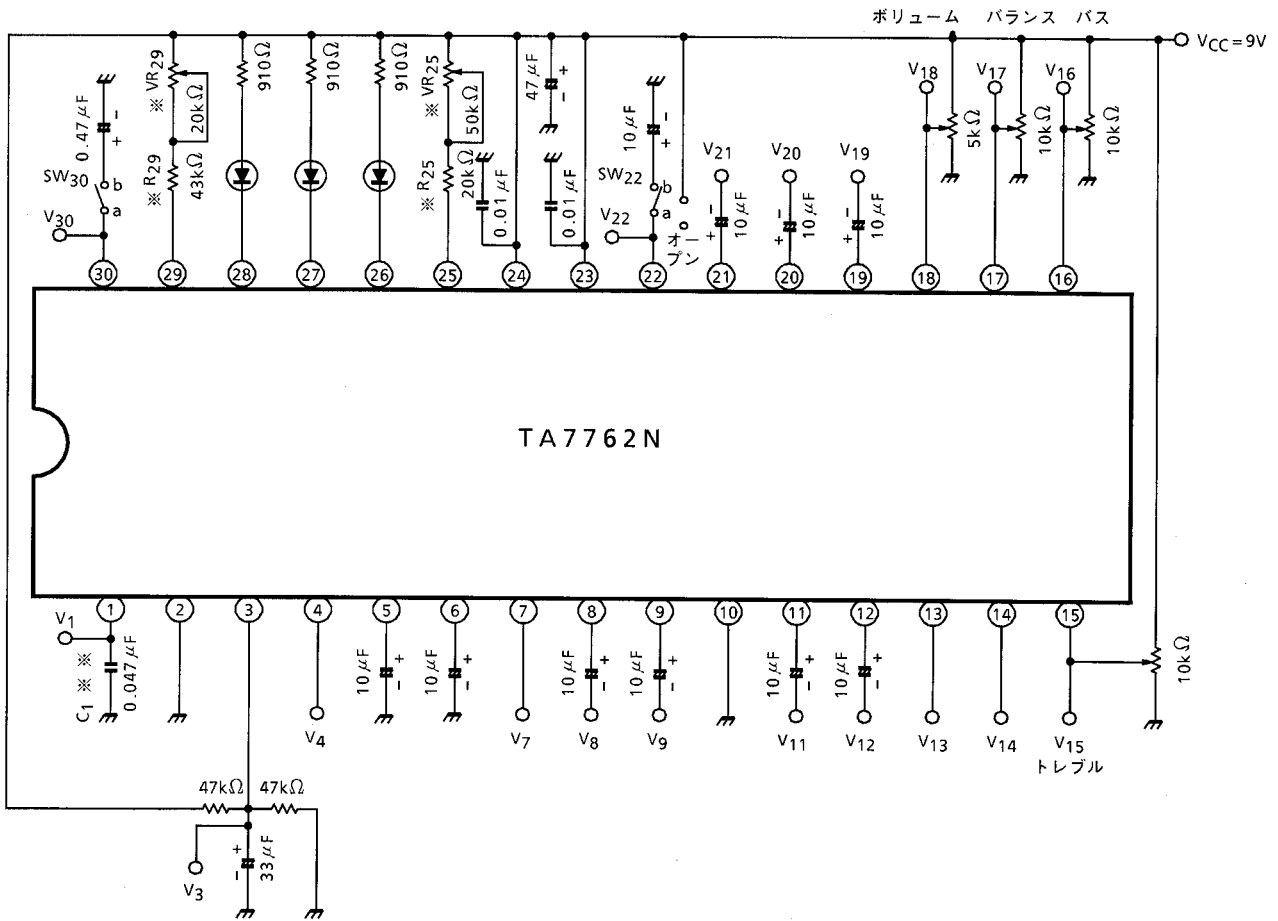 ボリューム バランス バス
VCC=9V
※ VR29
20kΩ
910Ω
910Ω
910Ω
※ VR25
50kΩ
47μF
+
-
V18
5kΩ
V17
10kΩ
V16
10kΩ
0.47μF
-
+
SW30
b
a
V30
※ R29
43kΩ
※ R25
20kΩ
0.01μF
0.01μF
10μF
-
+
SW22
b
a
V22
オープン
V21
-
+
10μF
V20
-
+
10μF
V19
-
+
10μF
30 29 28 27 26 25 24 23 22 21 20 19 18 17 16
TA7762N
1 2 3 4 5 6 7 8 9 10 11 12 13 14 15
V1
C1 ※ ※
0.047μF
V4
10μF
+
-
10μF
+
-
V7
10μF
+
-
V8
10μF
+
-
V9
10μF
+
-
V11
10μF
+
-
V12
V13
V14
V15
トレブル
10kΩ
47kΩ 47kΩ
V3
+
-
33μF